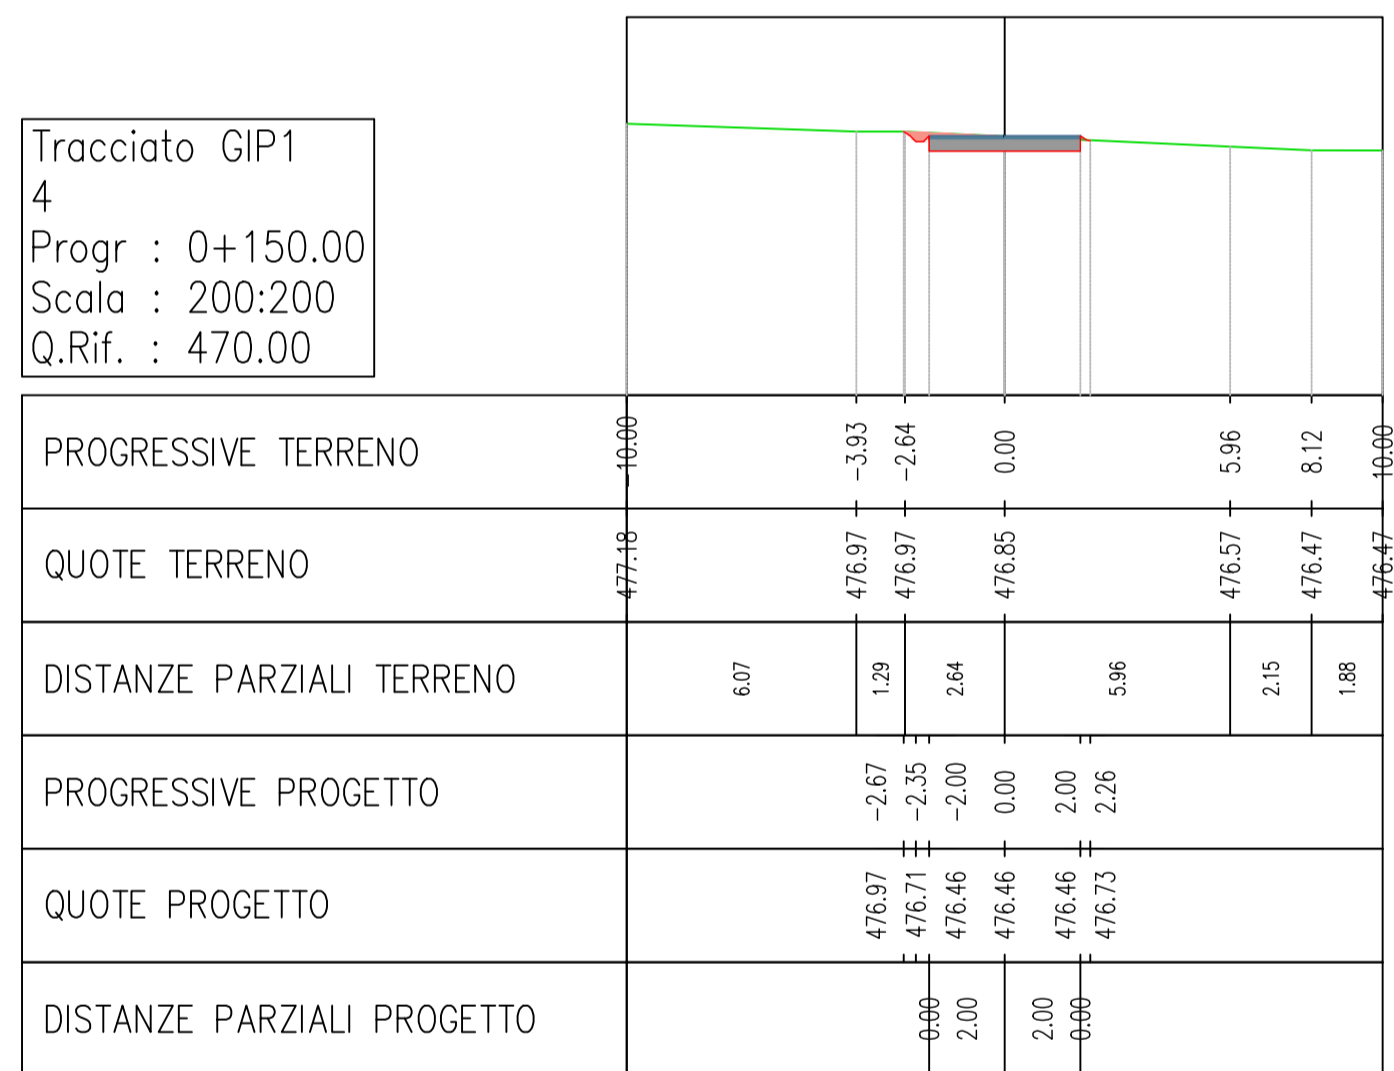 Tracciato GIP1
4
Progr : 0+150.00
Scala : 200:200
Q.Rif. : 470.00
PROGRESSIVE TERRENO -10.00 -3.93 -2.64 0.00 5.96 8.12 10.00
QUOTE TERRENO 477.18 476.97 476.97 476.85 476.57 476.47 476.47
DISTANZE PARZIALI TERRENO 6.07 1.29 2.64 5.96 2.15 1.88
PROGRESSIVE PROGETTO -2.67 -2.35 -2.00 0.00 2.00 2.26
QUOTE PROGETTO 476.97 476.71 476.46 476.46 476.46 476.73
DISTANZE PARZIALI PROGETTO 0.00 2.00 2.00 0.00